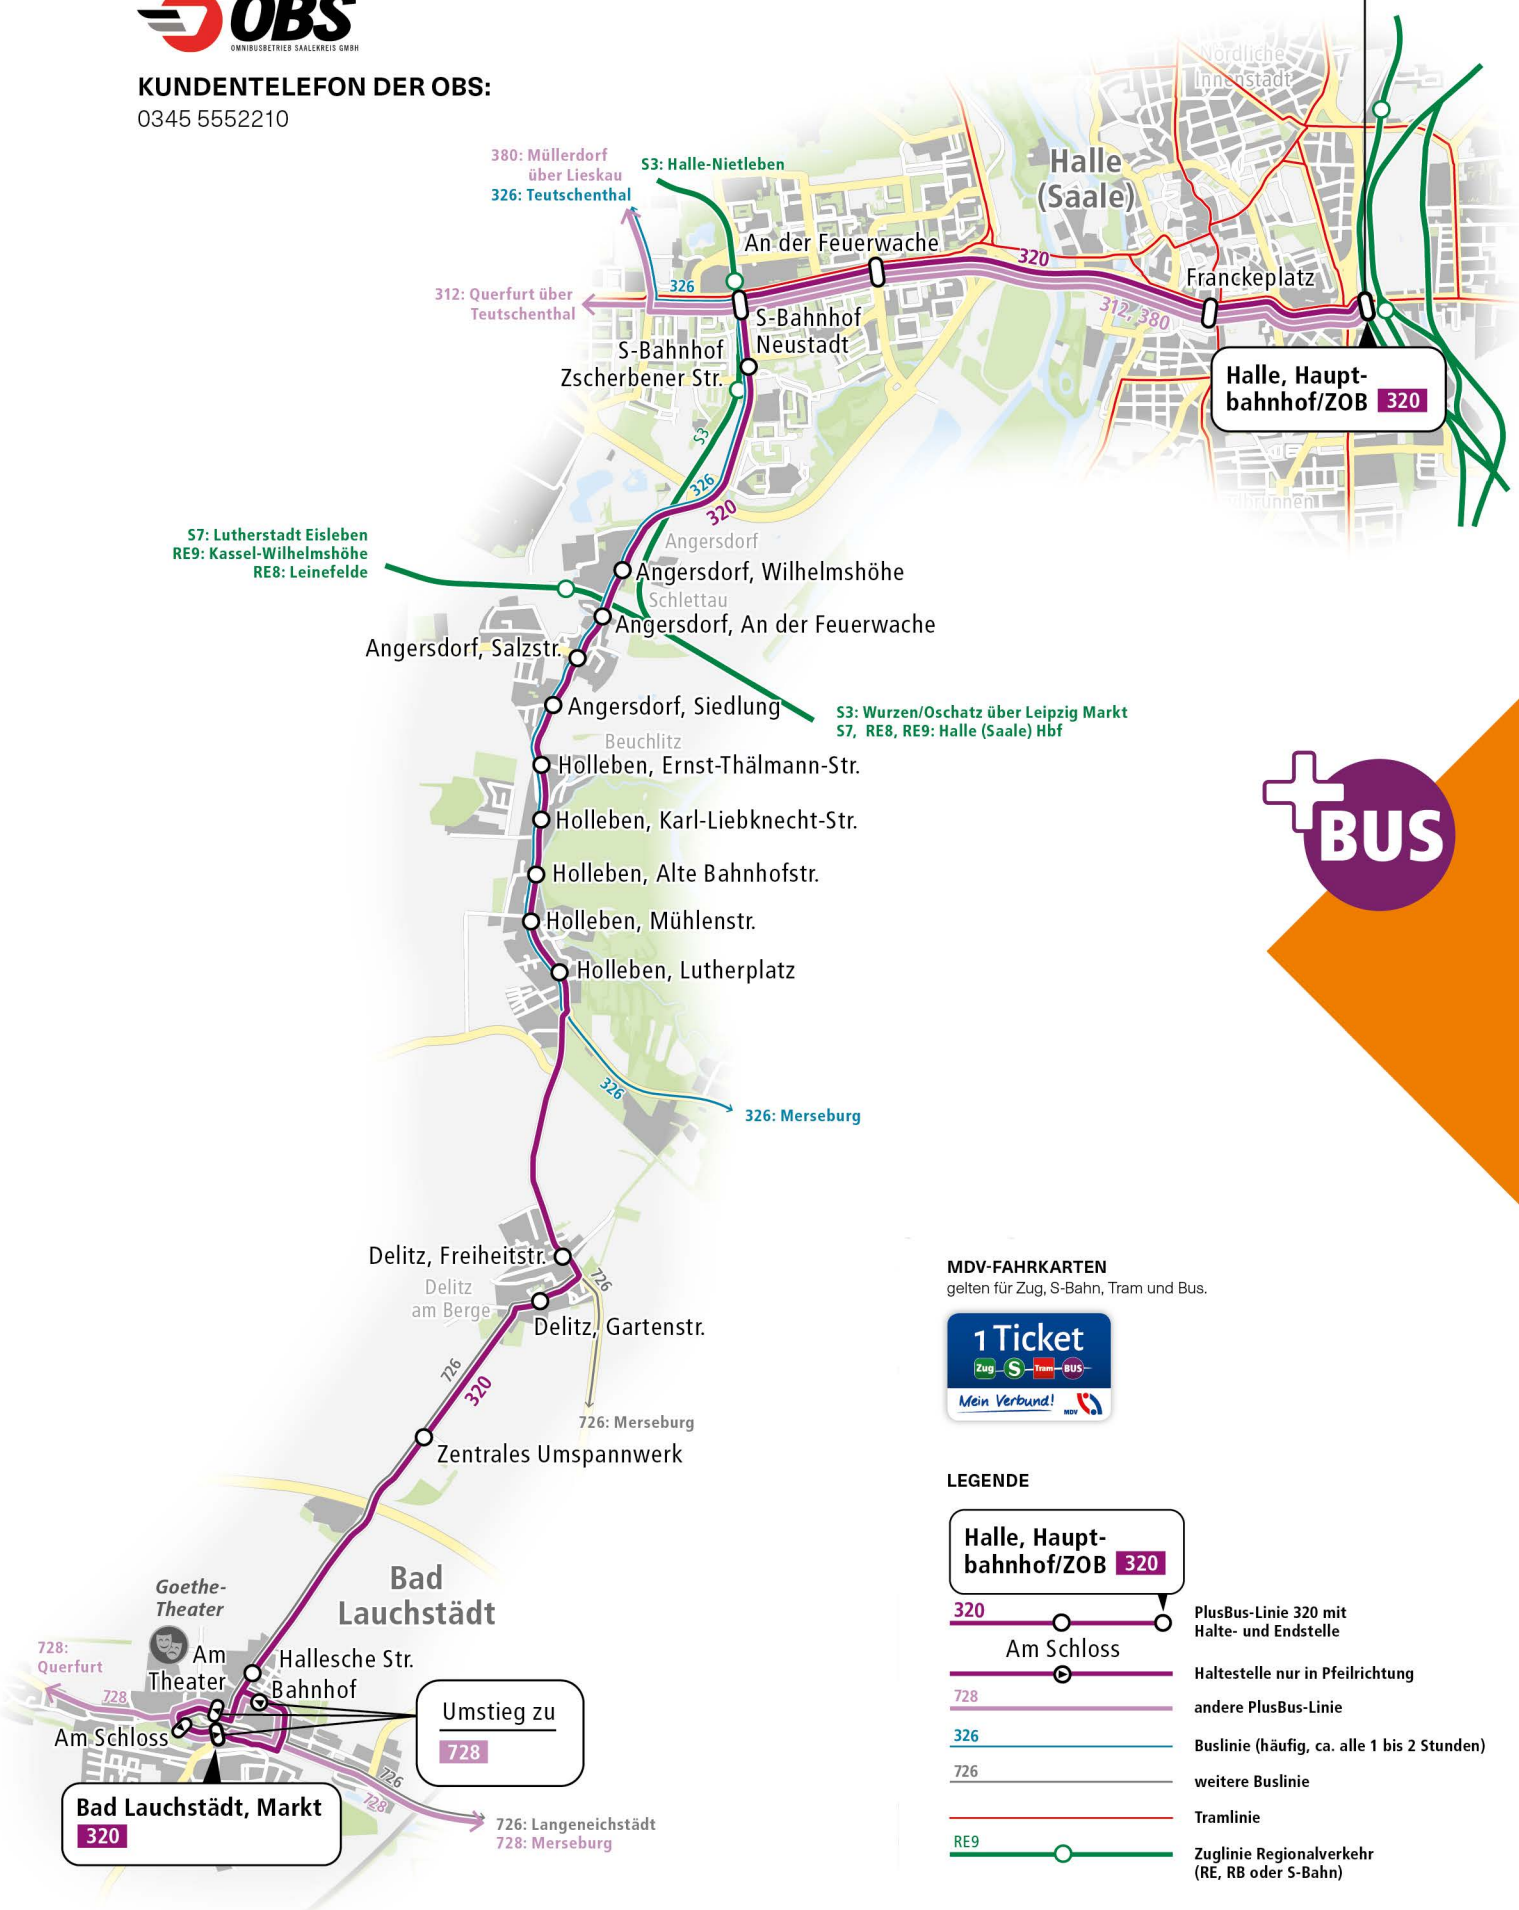 OBS
OMNIBUSBETRIEB SAALEKREIS GMBH
KUNDENTELEFON DER OBS:
0345 5552210
Nördliche
Innenstadt
380: Müllerdorf
über Lieskau
326: Teutschenthal
S3: Halle-Nietleben
Halle
(Saale)
An der Feuerwache
320
Franckeplatz
326
312: Querfurt über
Teutschenthal
312, 380
S-Bahnhof
Neustadt
S-Bahnhof
Zscherbener Str.
Halle, Haupt-
bahnhof/ZOB 320
S3
326
320
S7: Lutherstadt Eisleben
RE9: Kassel-Wilhelmshöhe
RE8: Leinefelde
Angersdorf
Angersdorf, Wilhelmshöhe
Schlettau
Angersdorf, An der Feuerwache
Angersdorf, Salzstr.
Angersdorf, Siedlung
S3: Wurzen/Oschatz über Leipzig Markt
S7, RE8, RE9: Halle (Saale) Hbf
Beuchlitz
Holleben, Ernst-Thälmann-Str.
Holleben, Karl-Liebknecht-Str.
BUS
Holleben, Alte Bahnhofstr.
Holleben, Mühlenstr.
Holleben, Lutherplatz
326
326: Merseburg
Delitz, Freiheitstr.
726
Delitz
am Berge
Delitz, Gartenstr.
726
320
726: Merseburg
Zentrales Umspannwerk
MDV-FAHRKARTEN
gelten für Zug, S-Bahn, Tram und Bus.
1 Ticket
Zug S Tram BUS
Mein Verbund! MDV
Bad
Lauchstädt
Goethe-
Theater
728:
Querfurt
728
Am
Theater
Hallesche Str.
Bahnhof
Am Schloss
Umstieg zu
728
726
728
Bad Lauchstädt, Markt
320
726: Langeneichstädt
728: Merseburg
LEGENDE
Halle, Haupt-
bahnhof/ZOB 320
320
PlusBus-Linie 320 mit
Halte- und Endstelle
Am Schloss
Haltestelle nur in Pfeilrichtung
728
andere PlusBus-Linie
326
Buslinie (häufig, ca. alle 1 bis 2 Stunden)
726
weitere Buslinie
Tramlinie
RE9
Zuglinie Regionalverkehr
(RE, RB oder S-Bahn)